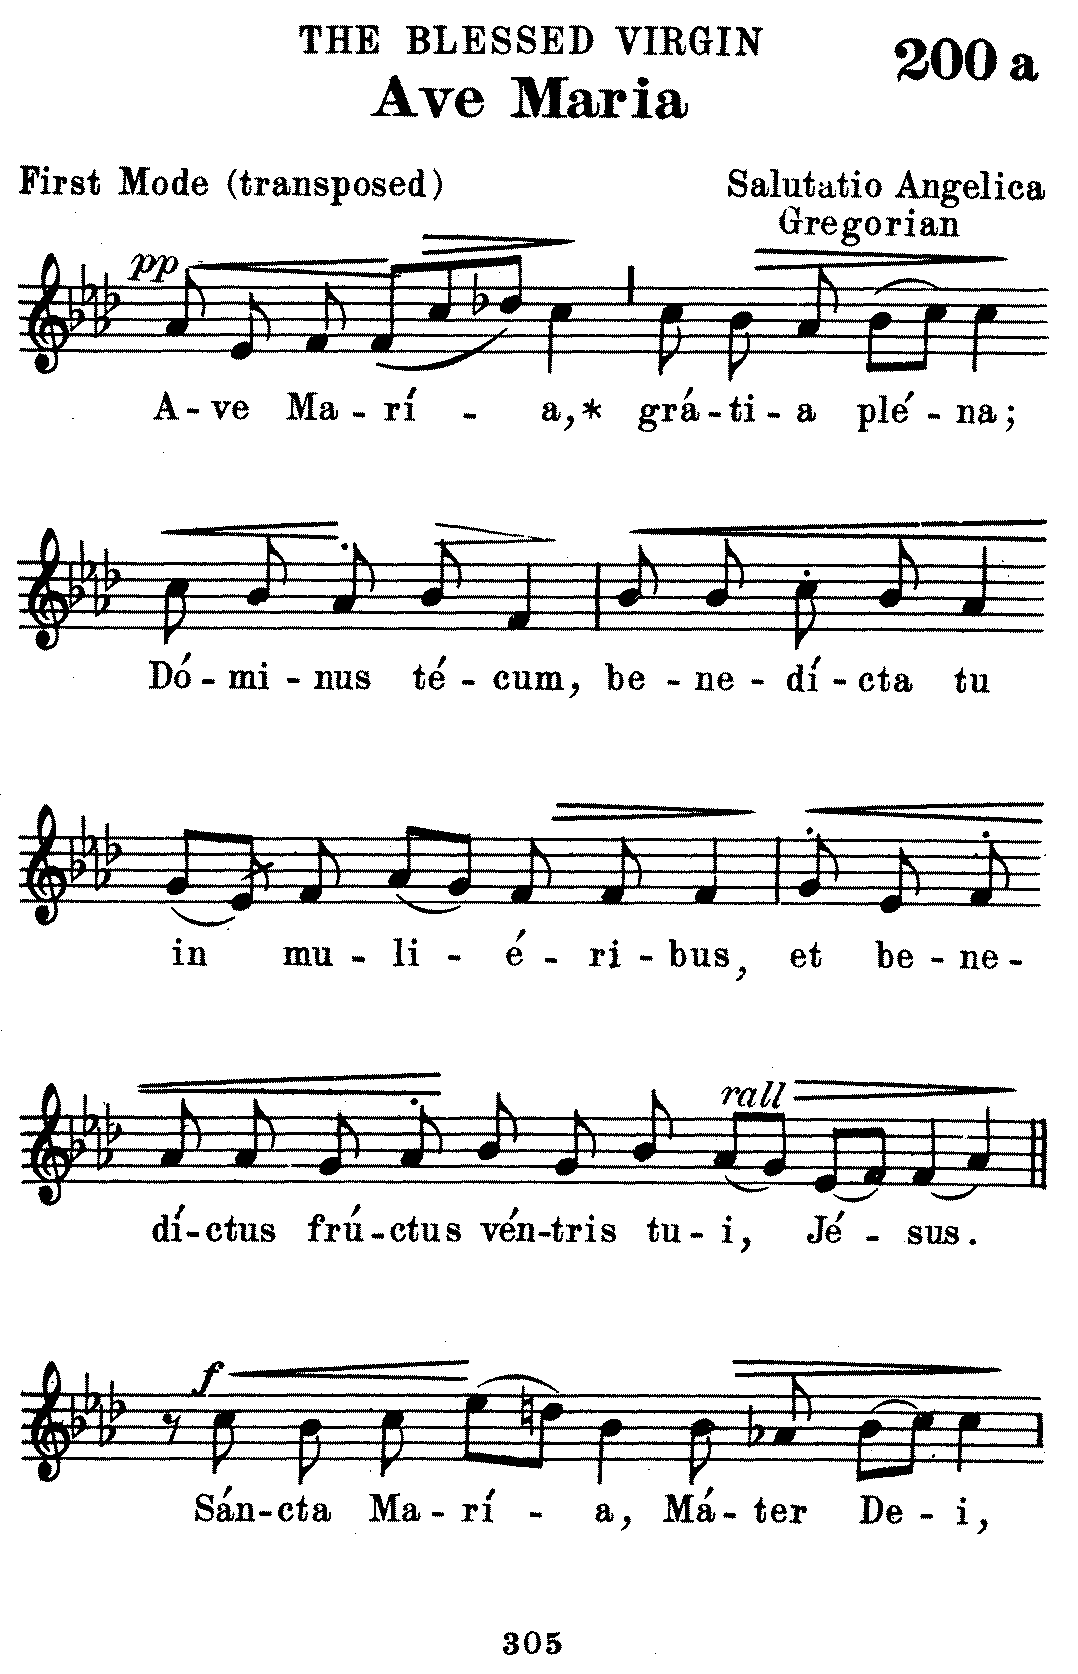 THE BLESSED VIRGIN
200 a
Ave Maria
First Mode (transposed)
Salutatio Angelica
Gregorian
pp
A - ve Ma - rí - a,* grá - ti - a plé - na;
Dó - mi - nus té - cum, be - ne - dí - cta tu
in mu - li - é - ri - bus, et be - ne -
rall
dí - ctus frú - ctus vén - tris tu - i, Jé - sus.
f
Sán - cta Ma - rí - a, Má - ter De - i,
305